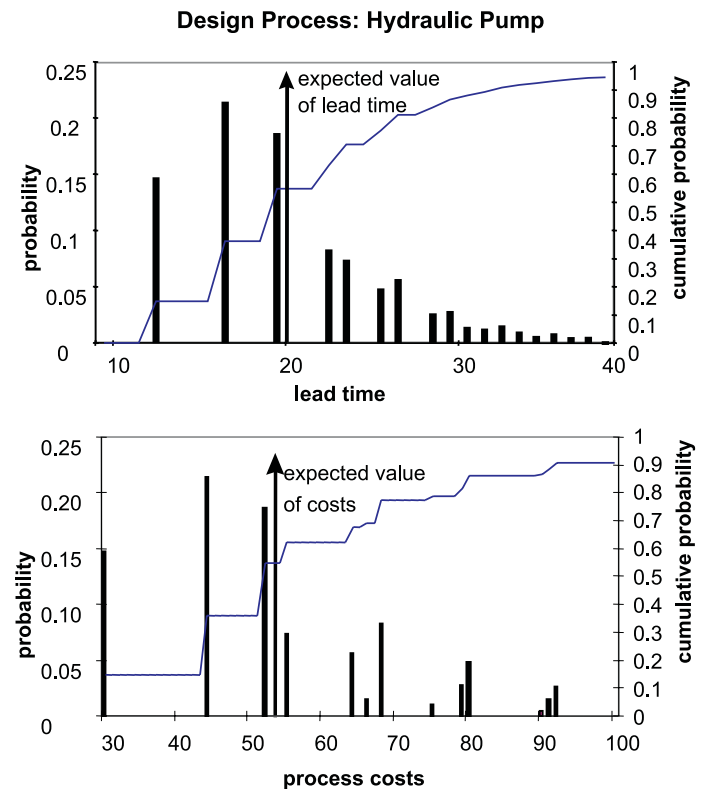 Design Process: Hydraulic Pump
0.25
0.2
0.15
0.1
0.05
0
probability
expected value
of lead time
1
0.9
0.8
0.7
0.6
0.5
0.4
0.3
0.2
0.1
0
cumulative probability
10 20 30 40
lead time
0.25
0.20
0.15
0.10
0.05
0
probability
expected value
of costs
1
0.9
0.8
0.7
0.6
0.5
0.4
0.3
0.2
0.1
0
cumulative probability
30 40 50 60 70 80 90 100
process costs